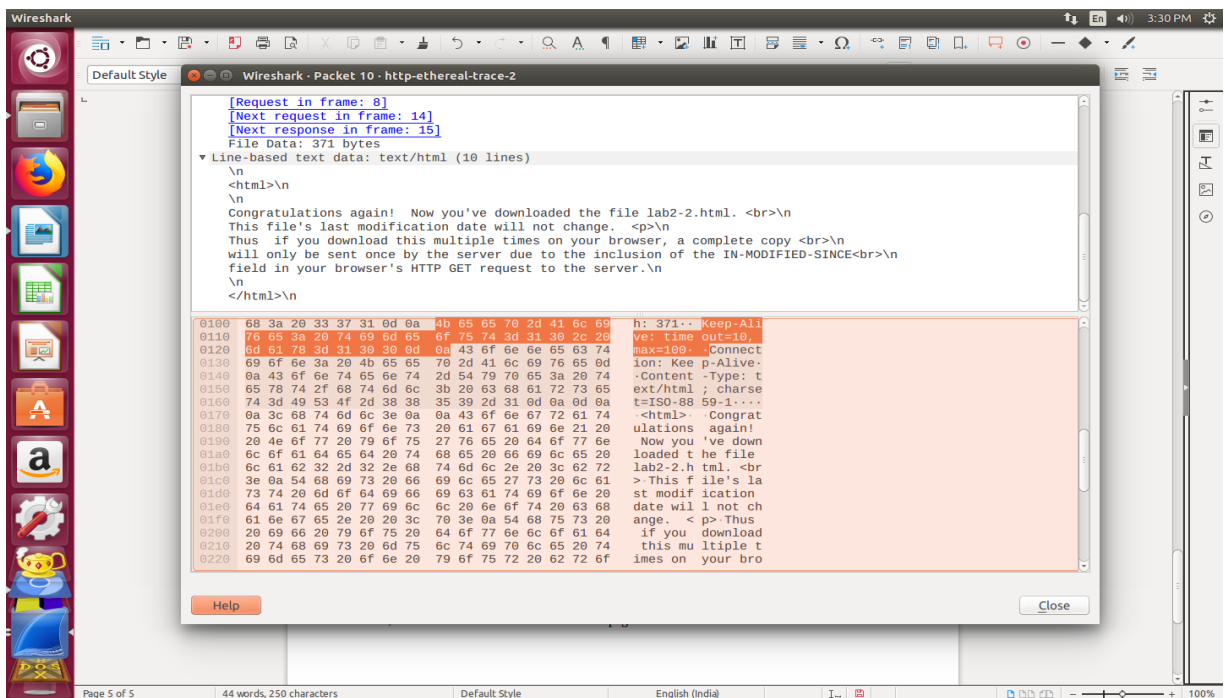 Wireshark
En
3:30 PM
Default Style
Wireshark · Packet 10 · http-ethereal-trace-2
[Request in frame: 8]
[Next request in frame: 14]
[Next response in frame: 15]
File Data: 371 bytes
Line-based text data: text/html (10 lines)
\n
<html>\n
\n
Congratulations again!  Now you've downloaded the file lab2-2.html. <br>\n
This file's last modification date will not change.  <p>\n
Thus  if you download this multiple times on your browser, a complete copy <br>\n
will only be sent once by the server due to the inclusion of the IN-MODIFIED-SINCE<br>\n
field in your browser's HTTP GET request to the server.\n
\n
</html>\n
0100 68 3a 20 33 37 31 0d 0a 4b 65 65 70 2d 41 6c 69 h: 371·· Keep-Ali
0110 76 65 3a 20 74 69 6d 65 6f 75 74 3d 31 30 2c 20 ve: time out=10,
0120 6d 61 78 3d 31 30 30 0d 0a 43 6f 6e 6e 65 63 74 max=100· ·Connect
0130 69 6f 6e 3a 20 4b 65 65 70 2d 41 6c 69 76 65 0d ion: Kee p-Alive·
0140 0a 43 6f 6e 74 65 6e 74 2d 54 79 70 65 3a 20 74 ·Content -Type: t
0150 65 78 74 2f 68 74 6d 6c 3b 20 63 68 61 72 73 65 ext/html ; charse
0160 74 3d 49 53 4f 2d 38 38 35 39 2d 31 0d 0a 0d 0a t=ISO-88 59-1····
0170 0a 3c 68 74 6d 6c 3e 0a 0a 43 6f 6e 67 72 61 74 ·<html>· ·Congrat
0180 75 6c 61 74 69 6f 6e 73 20 61 67 61 69 6e 21 20 ulations again!
0190 20 4e 6f 77 20 79 6f 75 27 76 65 20 64 6f 77 6e Now you 've down
01a0 6c 6f 61 64 65 64 20 74 68 65 20 66 69 6c 65 20 loaded t he file
01b0 6c 61 62 32 2d 32 2e 68 74 6d 6c 2e 20 3c 62 72 lab2-2.h tml. <br
01c0 3e 0a 54 68 69 73 20 66 69 6c 65 27 73 20 6c 61 >·This f ile's la
01d0 73 74 20 6d 6f 64 69 66 69 63 61 74 69 6f 6e 20 st modif ication
01e0 64 61 74 65 20 77 69 6c 6c 20 6e 6f 74 20 63 68 date wil l not ch
01f0 61 6e 67 65 2e 20 20 3c 70 3e 0a 54 68 75 73 20 ange.  < p>·Thus
0200 20 69 66 20 79 6f 75 20 64 6f 77 6e 6c 6f 61 64 if you download
0210 20 74 68 69 73 20 6d 75 6c 74 69 70 6c 65 20 74 this mu ltiple t
0220 69 6d 65 73 20 6f 6e 20 79 6f 75 72 20 62 72 6f imes on your bro
Help
Close
Page 5 of 5
44 words, 250 characters
Default Style
English (India)
100%